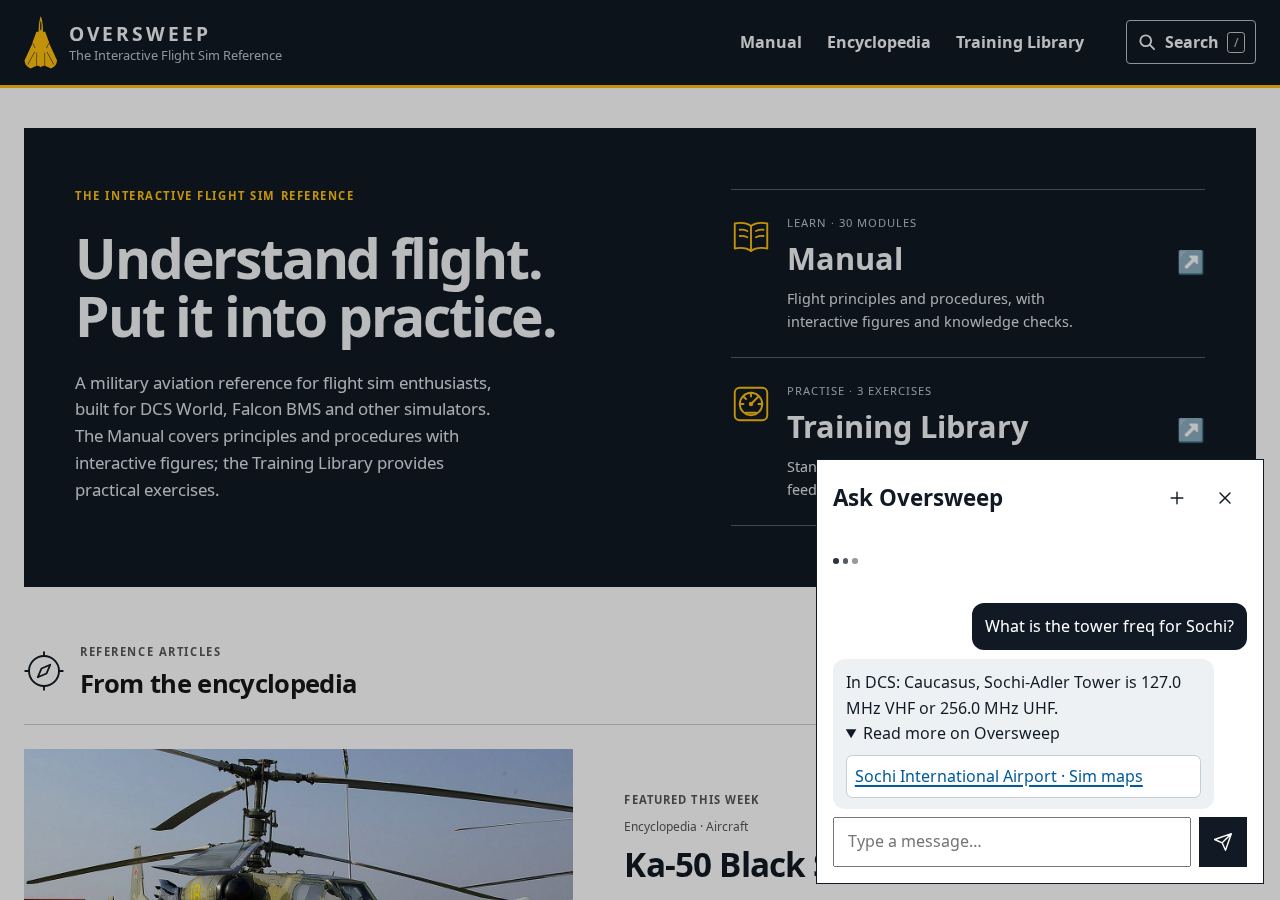 OVERSWEEP
The Interactive Flight Sim Reference
Manual
Encyclopedia
Training Library
Search /
THE INTERACTIVE FLIGHT SIM REFERENCE
Understand flight.
Put it into practice.
A military aviation reference for flight sim enthusiasts,
built for DCS World, Falcon BMS and other simulators.
The Manual covers principles and procedures with
interactive figures; the Training Library provides
practical exercises.
LEARN · 30 MODULES
Manual
Flight principles and procedures, with
interactive figures and knowledge checks.
PRACTISE · 3 EXERCISES
Training Library
Stan
feed
REFERENCE ARTICLES
From the encyclopedia
FEATURED THIS WEEK
Encyclopedia · Aircraft
Ka-50 Black
Ask Oversweep
What is the tower freq for Sochi?
In DCS: Caucasus, Sochi-Adler Tower is 127.0
MHz VHF or 256.0 MHz UHF.
Read more on Oversweep
Sochi International Airport · Sim maps
Type a message...